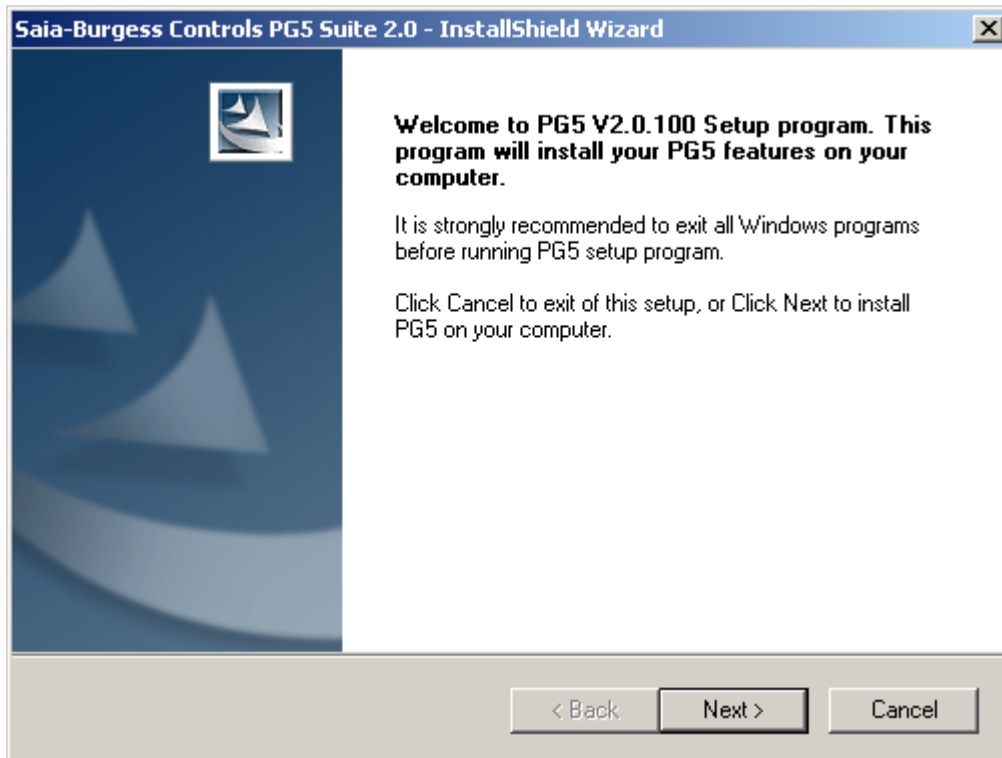 Saia-Burgess Controls PG5 Suite 2.0 - InstallShield Wizard
Welcome to PG5 V2.0.100 Setup program. This
program will install your PG5 features on your
computer.
It is strongly recommended to exit all Windows programs
before running PG5 setup program.
Click Cancel to exit of this setup, or Click Next to install
PG5 on your computer.
< Back
Next >
Cancel